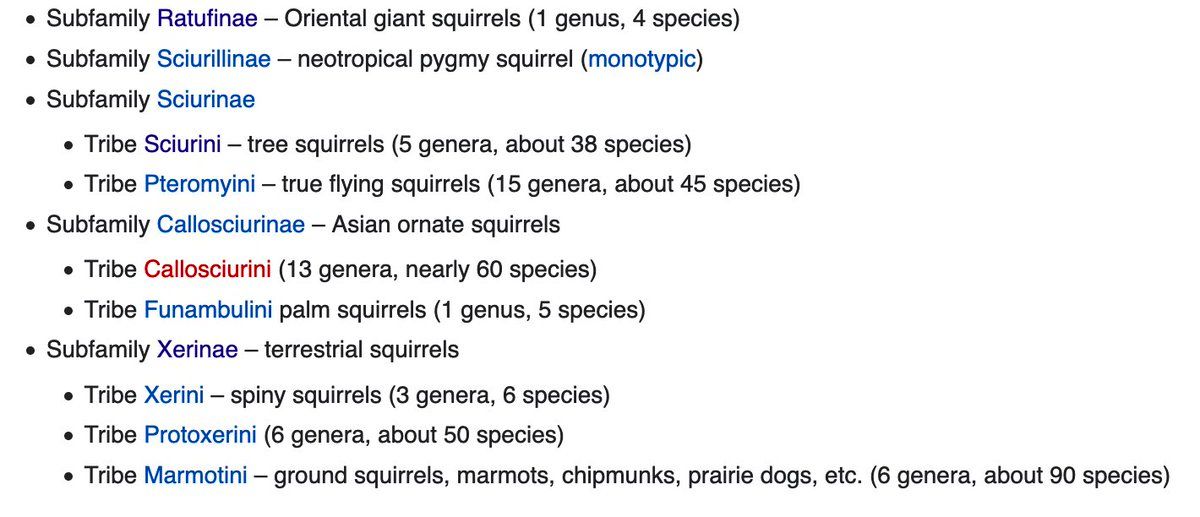 Subfamily Ratufinae – Oriental giant squirrels (1 genus, 4 species)
Subfamily Sciurillinae – neotropical pygmy squirrel (monotypic)
Subfamily Sciurinae
Tribe Sciurini – tree squirrels (5 genera, about 38 species)
Tribe Pteromyini – true flying squirrels (15 genera, about 45 species)
Subfamily Callosciurinae – Asian ornate squirrels
Tribe Callosciurini (13 genera, nearly 60 species)
Tribe Funambulini palm squirrels (1 genus, 5 species)
Subfamily Xerinae – terrestrial squirrels
Tribe Xerini – spiny squirrels (3 genera, 6 species)
Tribe Protoxerini (6 genera, about 50 species)
Tribe Marmotini – ground squirrels, marmots, chipmunks, prairie dogs, etc. (6 genera, about 90 species)